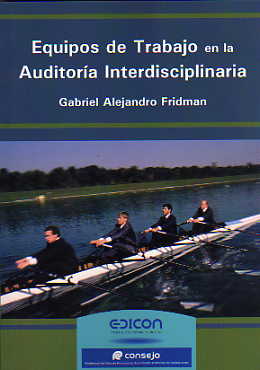 Equipos de Trabajo en la
Auditoría Interdisciplinaria
Gabriel Alejandro Fridman
EDICON
consejo